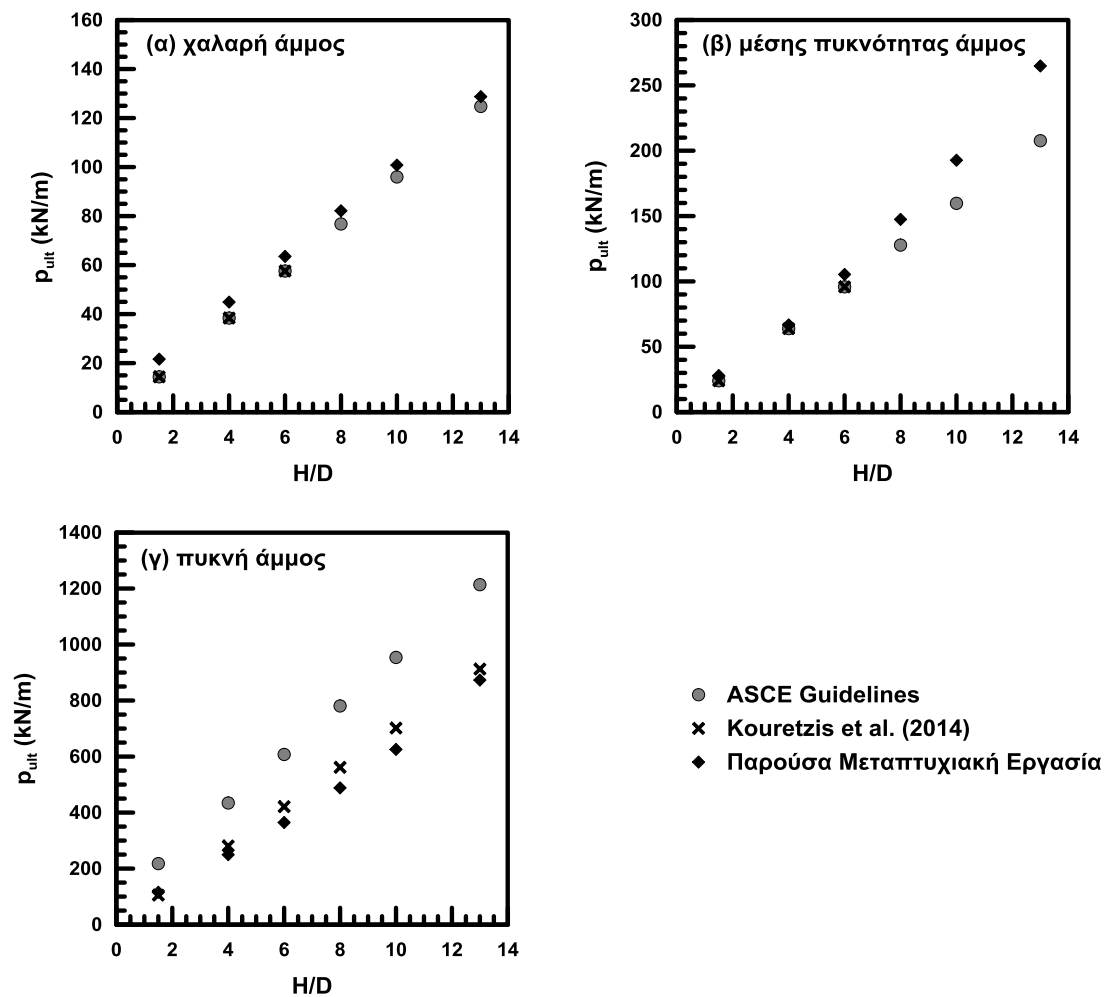 (α) χαλαρή άμμος
160
140
120
100
80
60
40
20
0
p_ult (kN/m)
0 2 4 6 8 10 12 14
H/D
(β) μέσης πυκνότητας άμμος
300
250
200
150
100
50
0
p_ult (kN/m)
0 2 4 6 8 10 12 14
H/D
(γ) πυκνή άμμος
1400
1200
1000
800
600
400
200
0
p_ult (kN/m)
0 2 4 6 8 10 12 14
H/D
ASCE Guidelines
Kouretzis et al. (2014)
Παρούσα Μεταπτυχιακή Εργασία